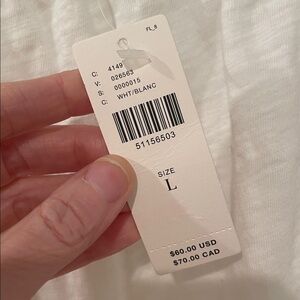 FL_8
C: 4149
V: 026563
S: 0000015
C: WHT/BLANC
51156503
SIZE
L
$60.00 USD
$70.00 CAD